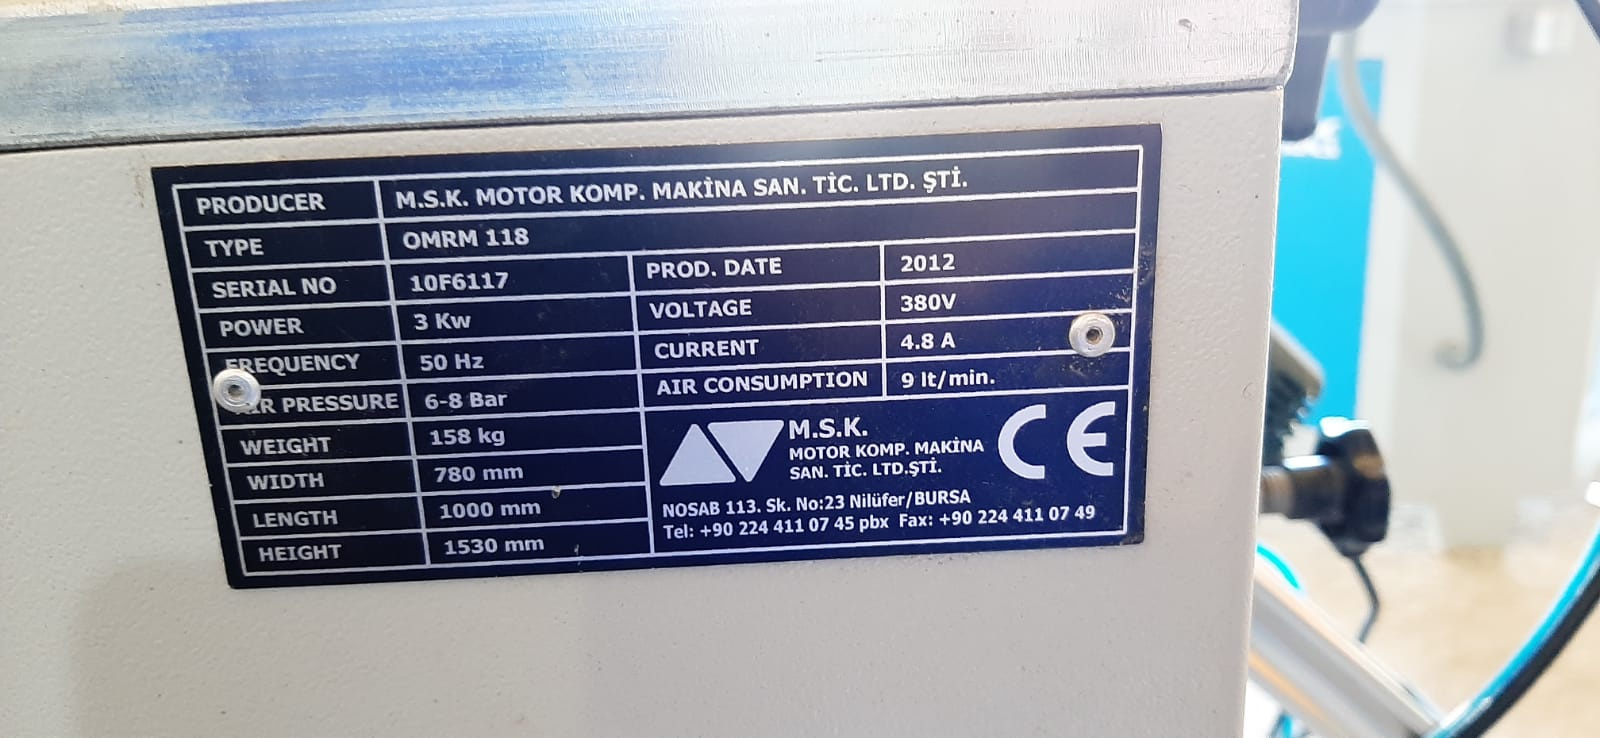 PRODUCER M.S.K. MOTOR KOMP. MAKİNA SAN. TİC. LTD. ŞTİ.
TYPE OMRM 118
SERIAL NO 10F6117 PROD. DATE 2012
POWER 3 Kw VOLTAGE 380V
FREQUENCY 50 Hz CURRENT 4.8 A
AIR PRESSURE 6-8 Bar AIR CONSUMPTION 9 lt/min.
WEIGHT 158 kg
WIDTH 780 mm
LENGTH 1000 mm
HEIGHT 1530 mm
M.S.K.
MOTOR KOMP. MAKİNA
SAN. TİC. LTD.ŞTİ.
CE
NOSAB 113. Sk. No:23 Nilüfer/BURSA
Tel: +90 224 411 07 45 pbx Fax: +90 224 411 07 49